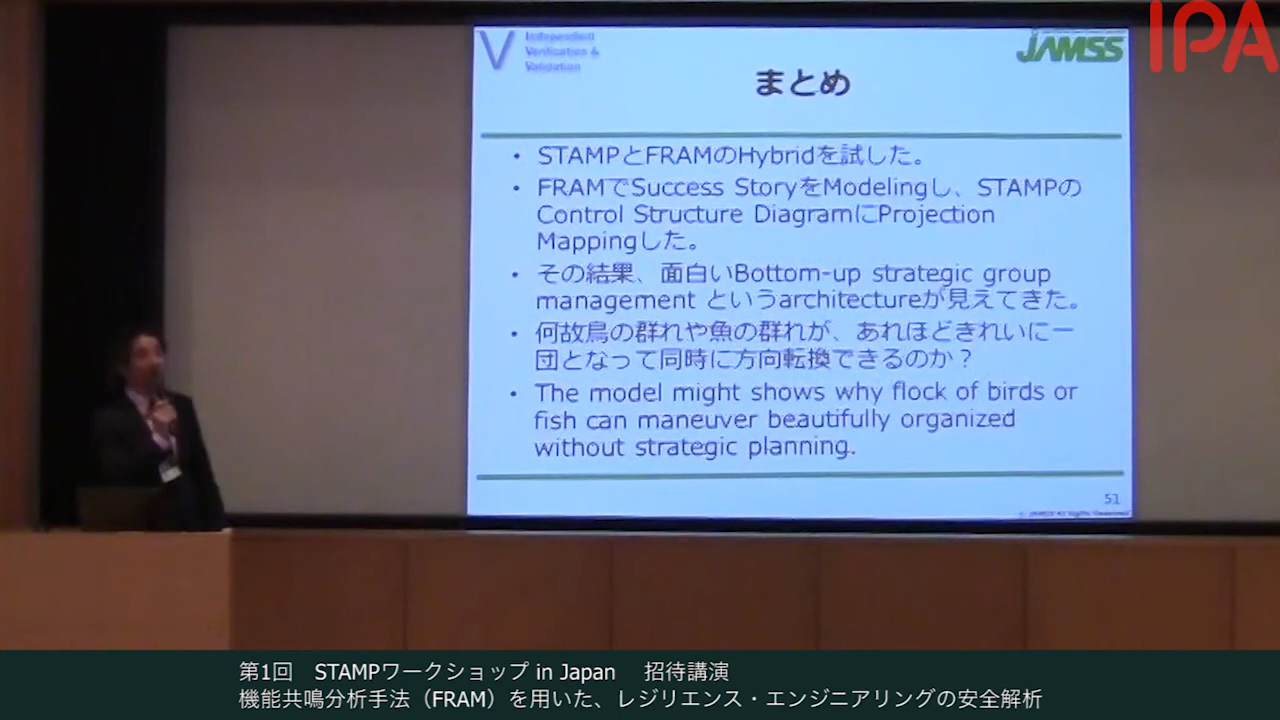 IPA
V Independent
Verification &
Validation
JAMSS
まとめ
• STAMPとFRAMのHybridを試した。
• FRAMでSuccess StoryをModelingし、STAMPの
Control Structure DiagramにProjection
Mappingした。
• その結果、面白いBottom-up strategic group
management というarchitectureが見えてきた。
• 何故鳥の群れや魚の群れが、あれほどきれいに一
団となって同時に方向転換できるのか？
• The model might shows why flock of birds or
fish can maneuver beautifully organized
without strategic planning.
51
© JAMSS All Rights Reserved
第1回　STAMPワークショップ in Japan　招待講演
機能共鳴分析手法（FRAM）を用いた、レジリエンス・エンジニアリングの安全解析